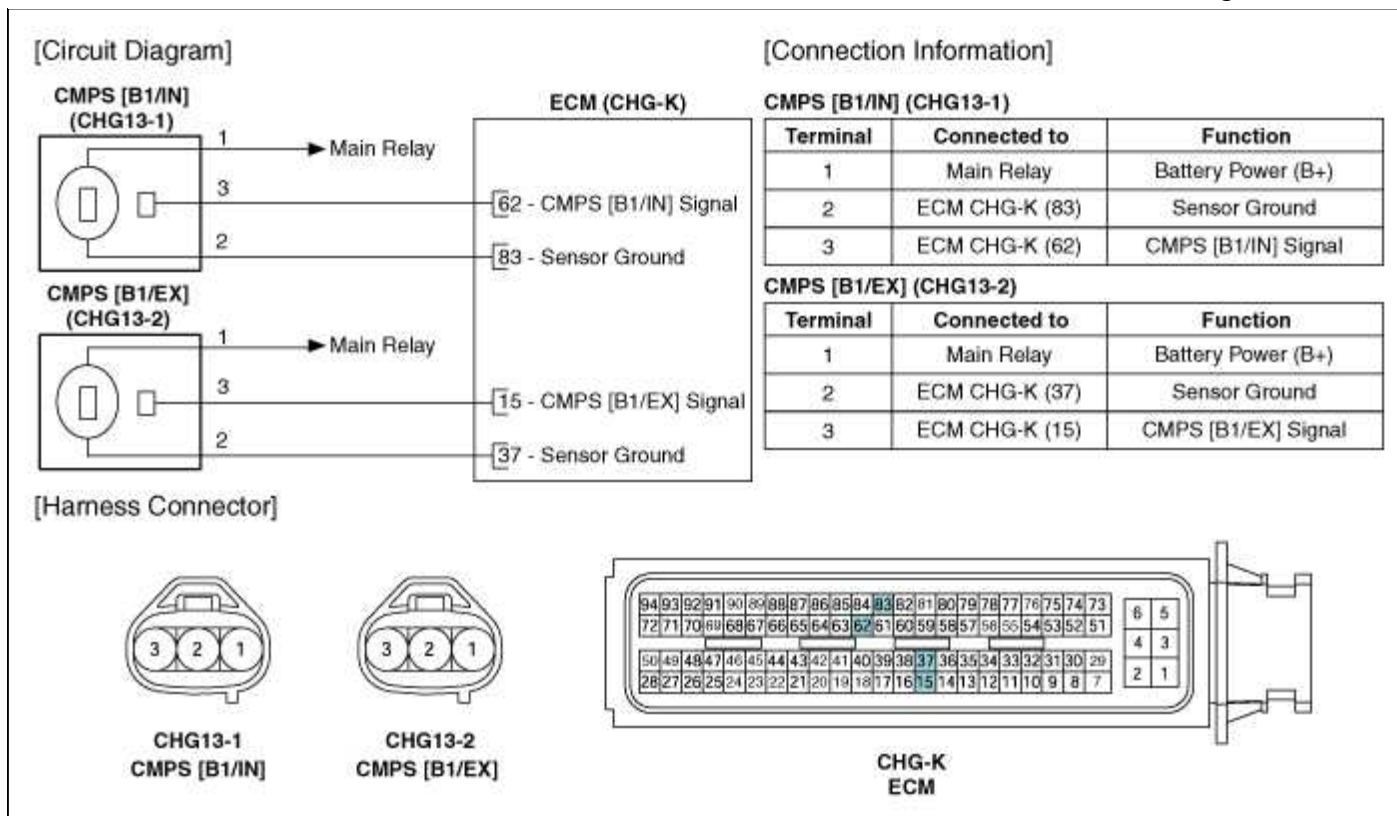 [Circuit Diagram]
CMPS [B1/IN]
(CHG13-1)
ECM (CHG-K)
1
Main Relay
3
62 - CMPS [B1/IN] Signal
2
83 - Sensor Ground
CMPS [B1/EX]
(CHG13-2)
1
Main Relay
3
15 - CMPS [B1/EX] Signal
2
37 - Sensor Ground
[Connection Information]
CMPS [B1/IN] (CHG13-1)
Terminal Connected to Function
1 Main Relay Battery Power (B+)
2 ECM CHG-K (83) Sensor Ground
3 ECM CHG-K (62) CMPS [B1/IN] Signal
CMPS [B1/EX] (CHG13-2)
Terminal Connected to Function
1 Main Relay Battery Power (B+)
2 ECM CHG-K (37) Sensor Ground
3 ECM CHG-K (15) CMPS [B1/EX] Signal
[Harness Connector]
3 2 1
CHG13-1
CMPS [B1/IN]
3 2 1
CHG13-2
CMPS [B1/EX]
94 93 92 91 90 89 88 87 86 85 84 83 82 81 80 79 78 77 76 75 74 73
72 71 70 69 68 67 66 65 64 63 62 61 60 59 58 57 56 55 54 53 52 51
50 49 48 47 46 45 44 43 42 41 40 39 38 37 36 35 34 33 32 31 30 29
28 27 26 25 24 23 22 21 20 19 18 17 16 15 14 13 12 11 10 9 8 7
6 5
4 3
2 1
CHG-K
ECM